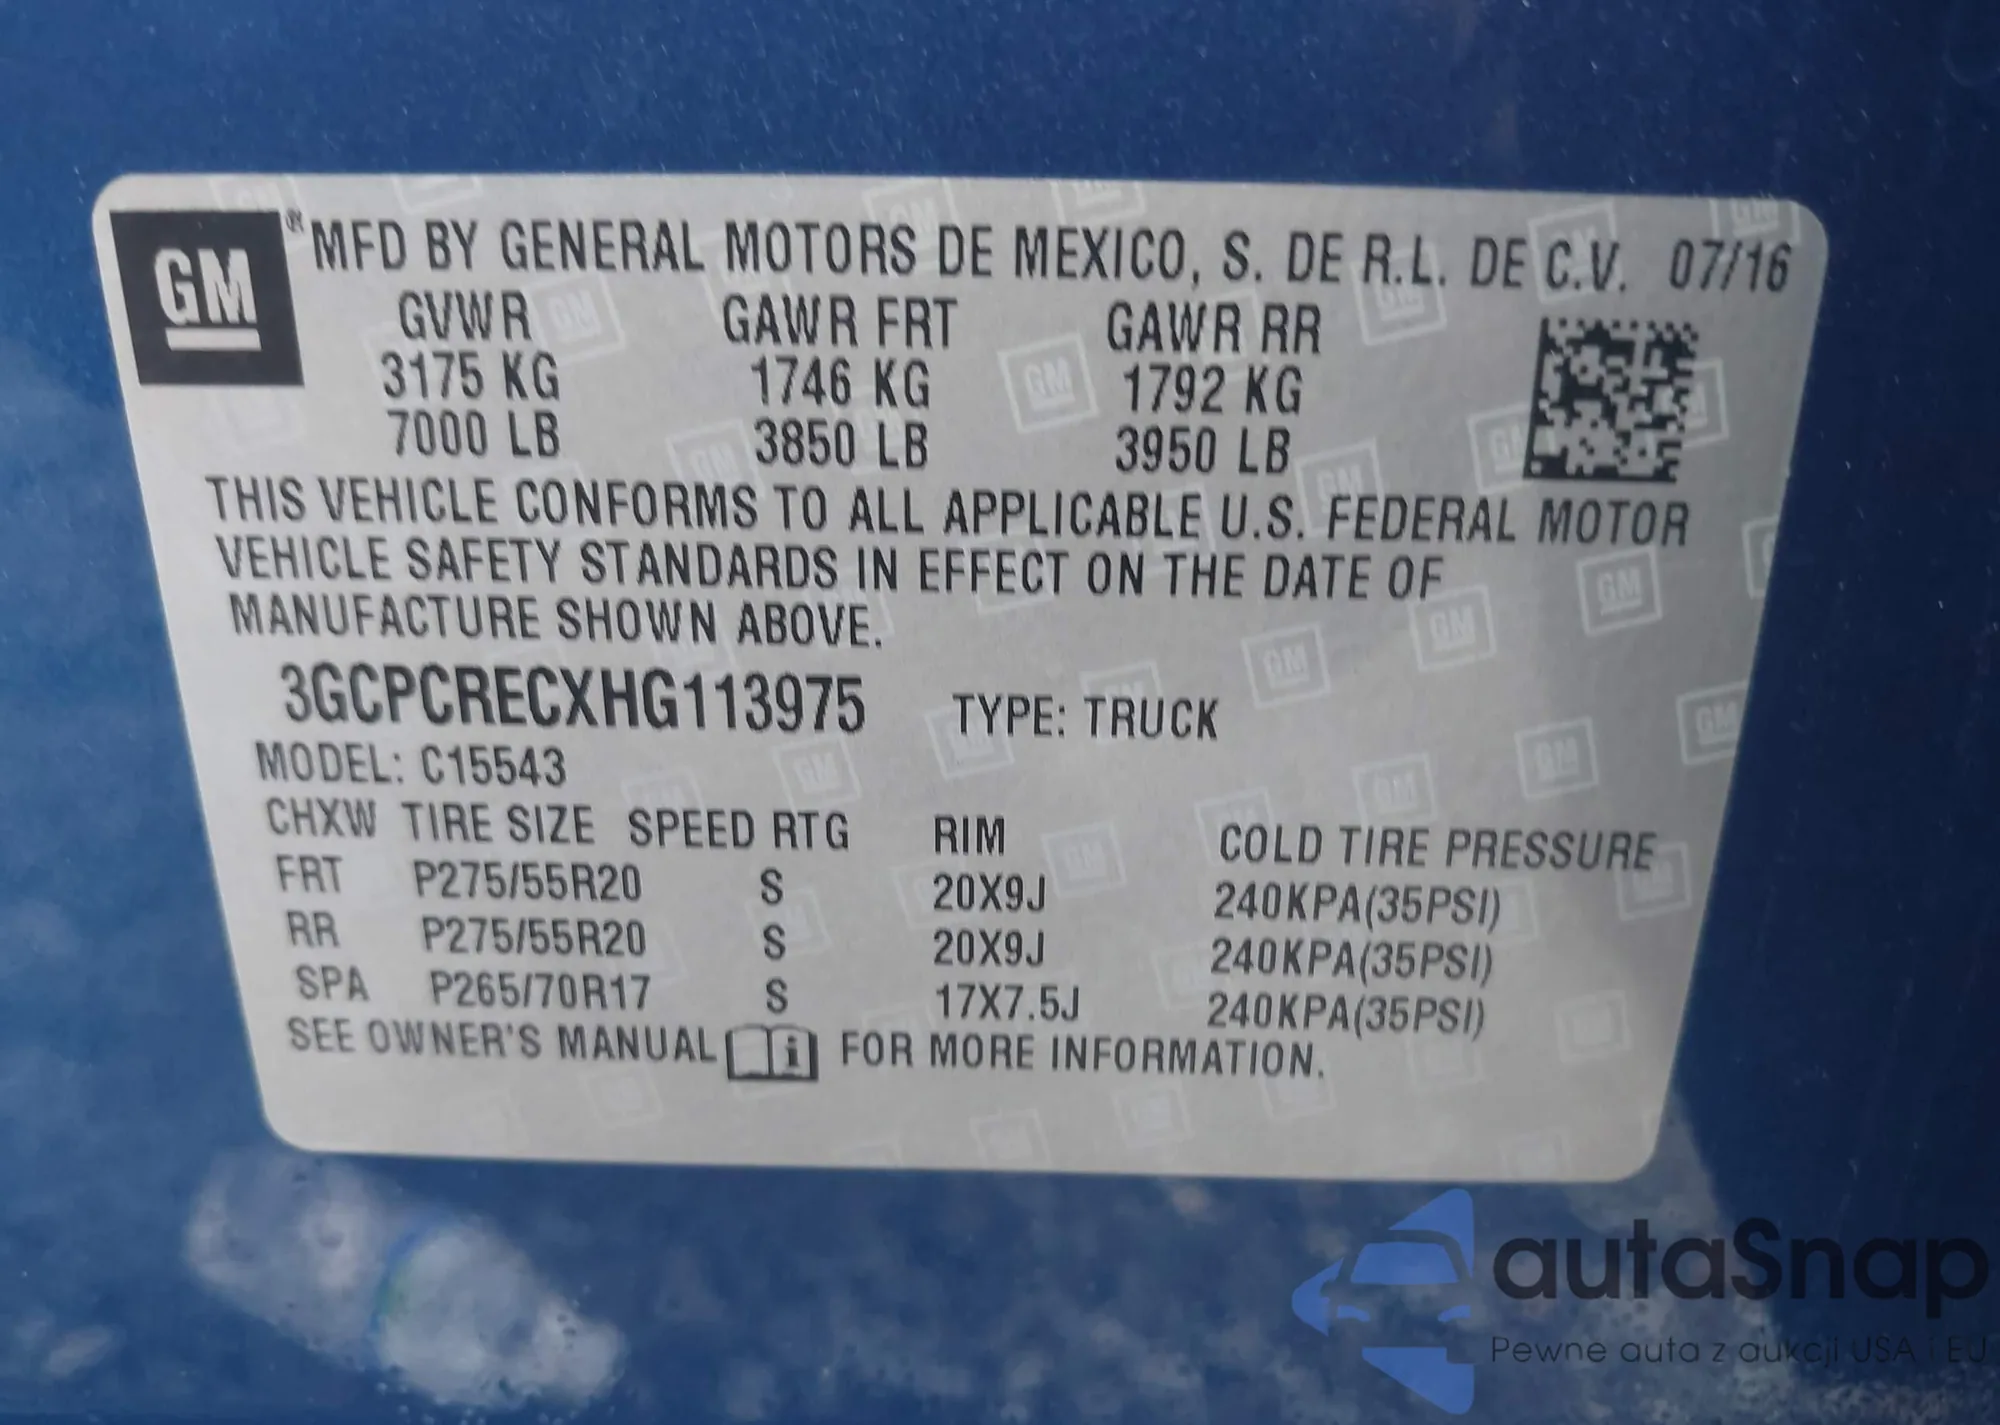 GM
® MFD BY GENERAL MOTORS DE MEXICO, S. DE R.L. DE C.V. 07/16
GVWR GAWR FRT GAWR RR
3175 KG 1746 KG 1792 KG
7000 LB 3850 LB 3950 LB
THIS VEHICLE CONFORMS TO ALL APPLICABLE U.S. FEDERAL MOTOR
VEHICLE SAFETY STANDARDS IN EFFECT ON THE DATE OF
MANUFACTURE SHOWN ABOVE.
3GCPCRECXHG113975 TYPE: TRUCK
MODEL: C15543
CHXW TIRE SIZE SPEED RTG RIM COLD TIRE PRESSURE
FRT P275/55R20 S 20X9J 240KPA(35PSI)
RR P275/55R20 S 20X9J 240KPA(35PSI)
SPA P265/70R17 S 17X7.5J 240KPA(35PSI)
SEE OWNER'S MANUAL i FOR MORE INFORMATION.
autaSnap
Pewne auta z aukcji USA i EU